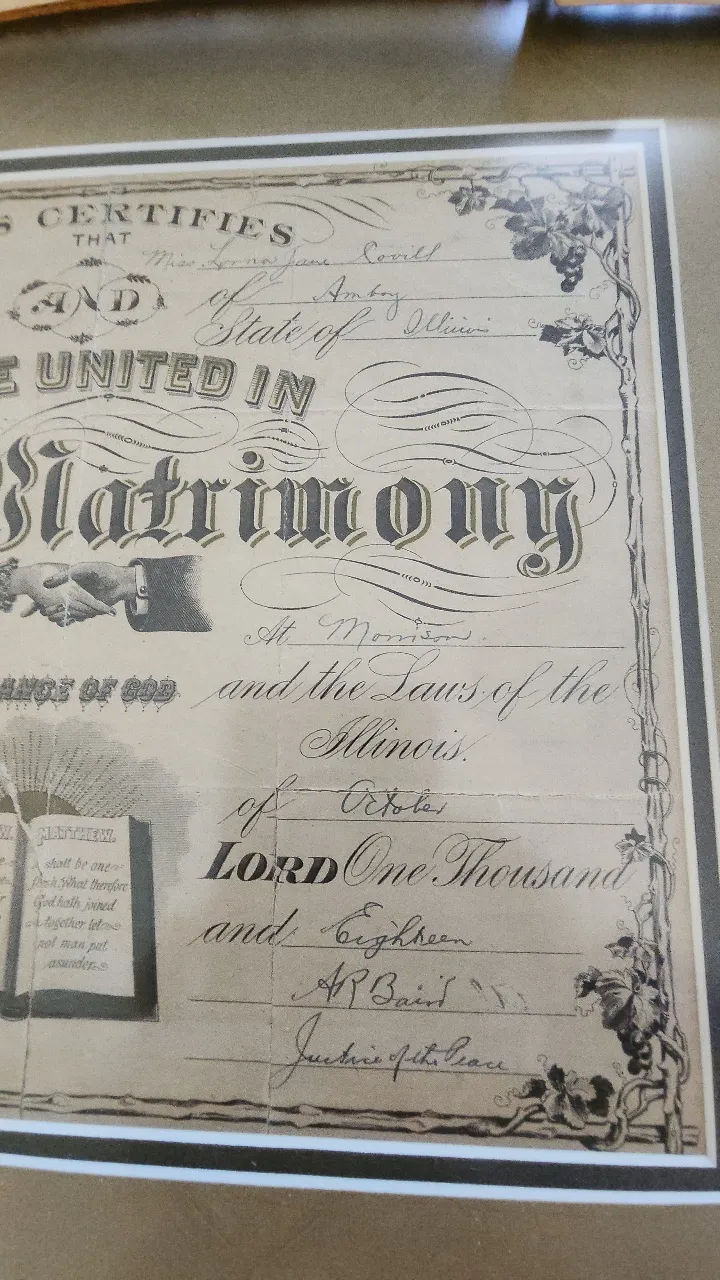 S CERTIFIES
THAT
Miss Lorna Jane Covill
AND of Amboy
State of Illinois
E UNITED IN
Matrimony
At Morrison.
ANCE OF GOD and the Laws of the
Illinois.
of October
LORD One Thousand
and Eighteen
AR Baird
Justice of the Peace
W. MATTHEW.
shall be one
flesh. What therefore
God hath joined
together let
not man put
asunder.